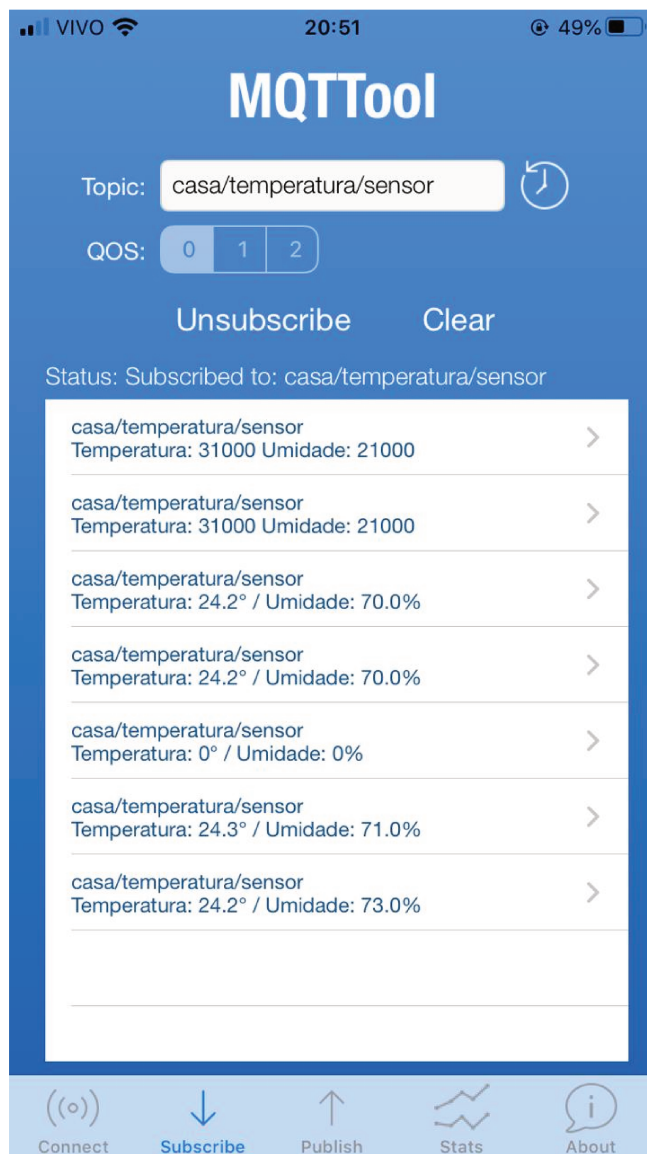 VIVO 20:51 49%
MQTTool
Topic: casa/temperatura/sensor
QOS: 0 1 2
Unsubscribe Clear
Status: Subscribed to: casa/temperatura/sensor
casa/temperatura/sensor
Temperatura: 31000 Umidade: 21000
casa/temperatura/sensor
Temperatura: 31000 Umidade: 21000
casa/temperatura/sensor
Temperatura: 24.2° / Umidade: 70.0%
casa/temperatura/sensor
Temperatura: 24.2° / Umidade: 70.0%
casa/temperatura/sensor
Temperatura: 0° / Umidade: 0%
casa/temperatura/sensor
Temperatura: 24.3° / Umidade: 71.0%
casa/temperatura/sensor
Temperatura: 24.2° / Umidade: 73.0%
Connect Subscribe Publish Stats About